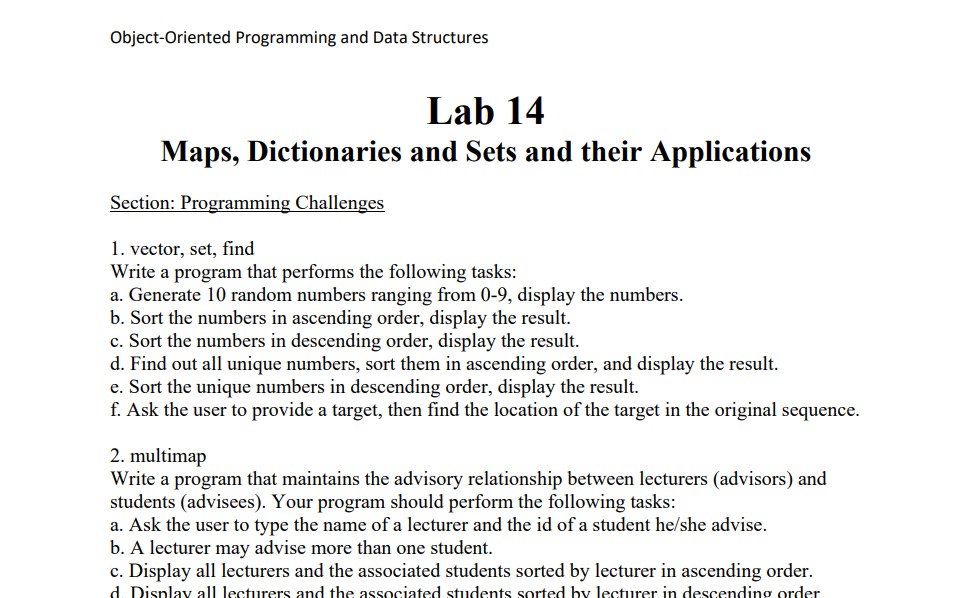 Object-Oriented Programming and Data Structures
Lab 14
Maps, Dictionaries and Sets and their Applications
Section: Programming Challenges
1. vector, set, find
Write a program that performs the following tasks:
a. Generate 10 random numbers ranging from 0-9, display the numbers.
b. Sort the numbers in ascending order, display the result.
c. Sort the numbers in descending order, display the result.
d. Find out all unique numbers, sort them in ascending order, and display the result.
e. Sort the unique numbers in descending order, display the result.
f. Ask the user to provide a target, then find the location of the target in the original sequence.
2. multimap
Write a program that maintains the advisory relationship between lecturers (advisors) and
students (advisees). Your program should perform the following tasks:
a. Ask the user to type the name of a lecturer and the id of a student he/she advise.
b. A lecturer may advise more than one student.
c. Display all lecturers and the associated students sorted by lecturer in ascending order.
d. Display all lecturers and the associated students sorted by lecturer in descending order.